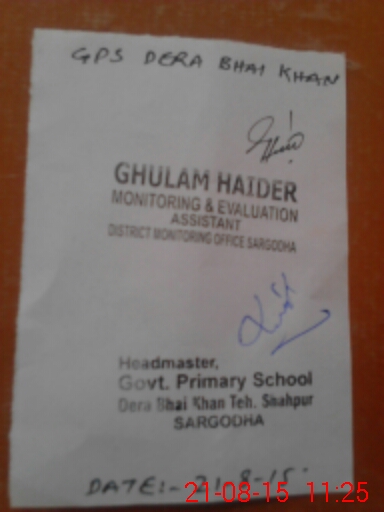 GPS DERA BHAI KHAN
GHULAM HAIDER
MONITORING & EVALUATION
ASSISTANT
DISTRICT MONITORING OFFICE SARGODHA
Headmaster,
Govt. Primary School
Dera Bhai Khan Teh. Shahpur
SARGODHA
DATE:- 21-8-15.
21-08-15 11:25